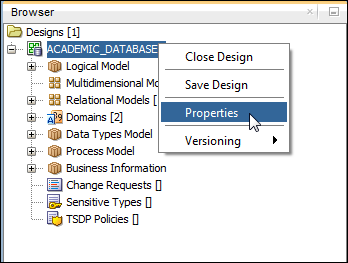 Browser
Designs [1]
ACADEMIC_DATABASE
Logical Model
Multidimensional Mo
Relational Models [
Domains [2]
Data Types Model
Process Model
Business Information
Change Requests []
Sensitive Types []
TSDP Policies []
Close Design
Save Design
Properties
Versioning